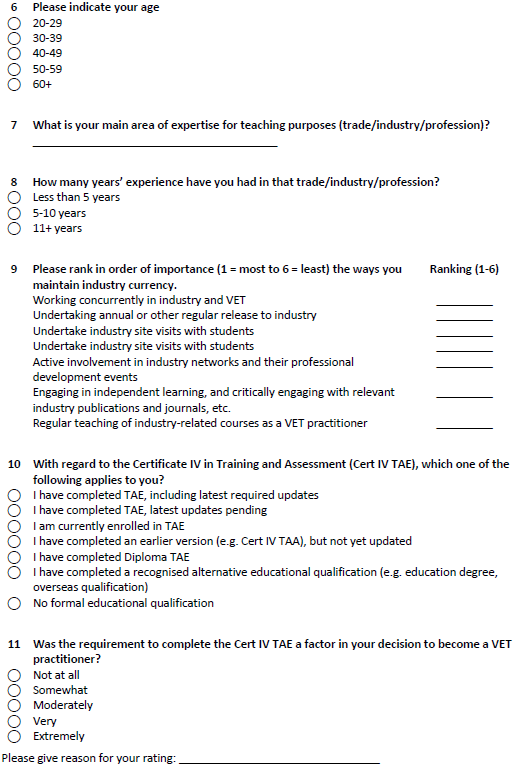 6 Please indicate your age
20-29
30-39
40-49
50-59
60+
7 What is your main area of expertise for teaching purposes (trade/industry/profession)?
8 How many years' experience have you had in that trade/industry/profession?
Less than 5 years
5-10 years
11+ years
9 Please rank in order of importance (1 = most to 6 = least) the ways you Ranking (1-6)
maintain industry currency.
Working concurrently in industry and VET
Undertaking annual or other regular release to industry
Undertake industry site visits with students
Undertake industry site visits with students
Active involvement in industry networks and their professional
development events
Engaging in independent learning, and critically engaging with relevant
industry publications and journals, etc.
Regular teaching of industry-related courses as a VET practitioner
10 With regard to the Certificate IV in Training and Assessment (Cert IV TAE), which one of the
following applies to you?
I have completed TAE, including latest required updates
I have completed TAE, latest updates pending
I am currently enrolled in TAE
I have completed an earlier version (e.g. Cert IV TAA), but not yet updated
I have completed Diploma TAE
I have completed a recognised alternative educational qualification (e.g. education degree,
overseas qualification)
No formal educational qualification
11 Was the requirement to complete the Cert IV TAE a factor in your decision to become a VET
practitioner?
Not at all
Somewhat
Moderately
Very
Extremely
Please give reason for your rating: